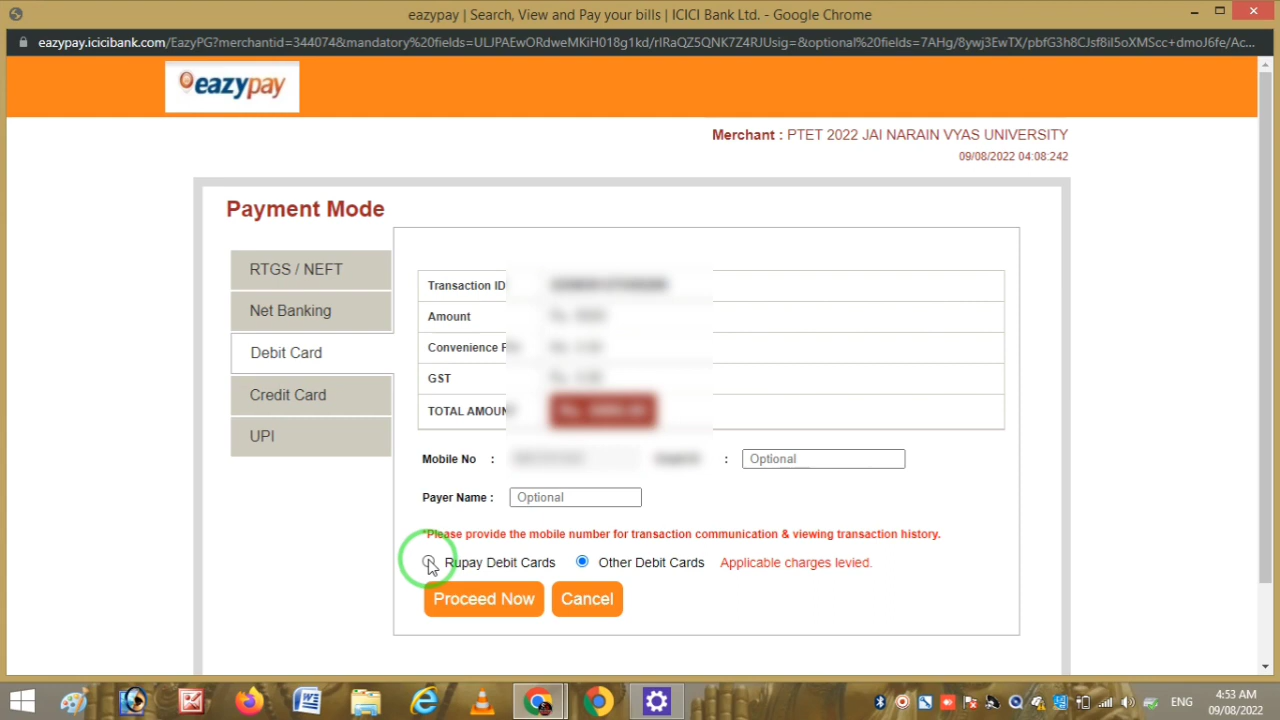 eazypay | Search, View and Pay your bills | ICICI Bank Ltd. - Google Chrome
eazypay.icicibank.com/EazyPG?merchantid=344074&mandatory%20fields=ULJPAEwORdweMKiH018g1kd/rIRaQZ5QNK7Z4RJUsig=&optional%20fields=7AHg/8ywj3EwTX/pbfG3h8CJsf8il5oXMScc+dmoJ6fe/Ac...
eazypay
Merchant : PTET 2022 JAI NARAIN VYAS UNIVERSITY
09/08/2022 04:08:242
Payment Mode
RTGS / NEFT
Net Banking
Debit Card
Credit Card
UPI
Transaction ID
Amount
Convenience
GST
TOTAL AMOUN
Mobile No : : Optional
Payer Name : Optional
*Please provide the mobile number for transaction communication & viewing transaction history.
Rupay Debit Cards Other Debit Cards Applicable charges levied.
Proceed Now Cancel
ENG
4:53 AM
09/08/2022